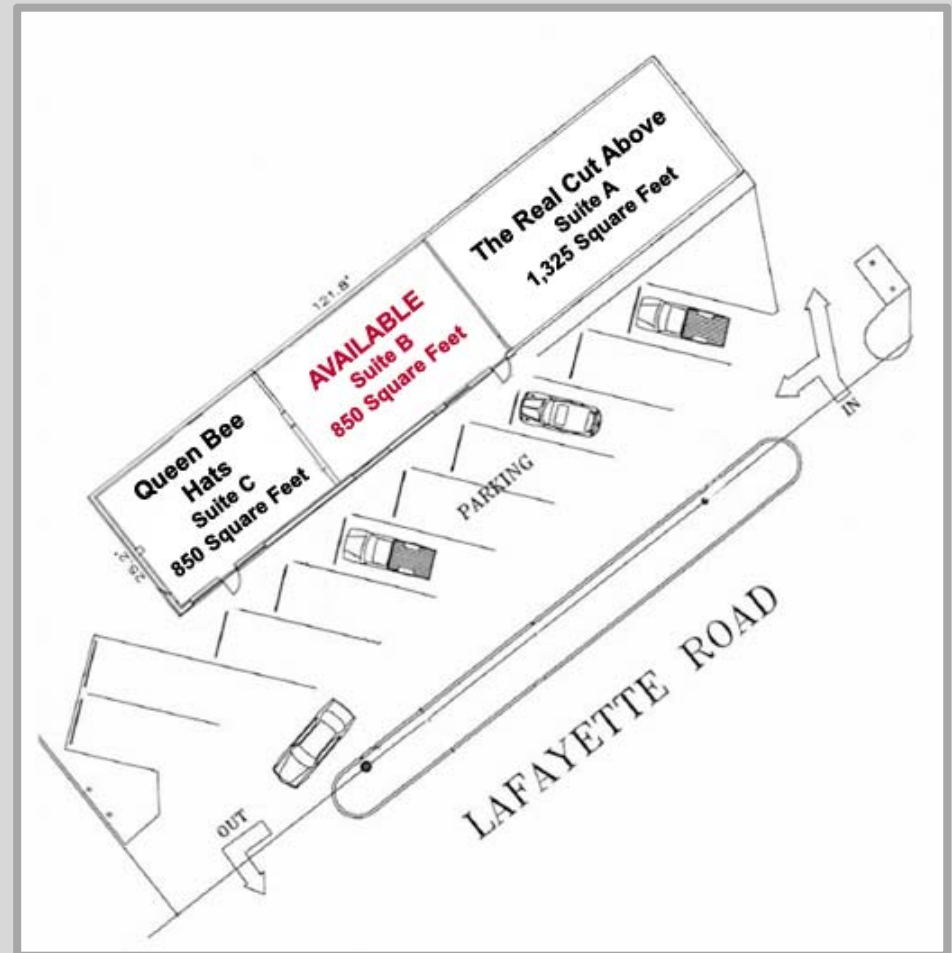 The Real Cut Above
Suite A
1,325 Square Feet
121.8'
AVAILABLE
Suite B
850 Square Feet
Queen Bee
Hats
Suite C
850 Square Feet
25.2'
PARKING
IN
OUT
LAFAYETTE ROAD